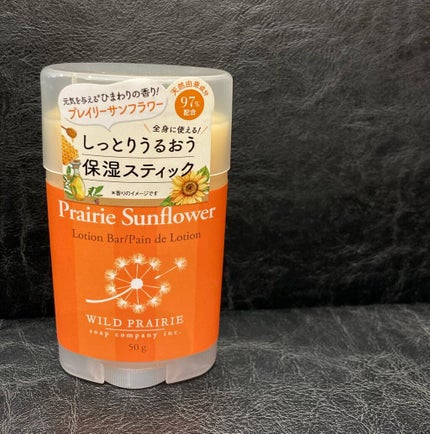 元気を与える*ひまわりの香り!
プレイリーサンフラワー
天然由来成分
97%
配合
全身に使える!
しっとりうるおう
保湿スティック
*香りのイメージです
Prairie Sunflower
Lotion Bar/Pain de Lotion
WILD PRAIRIE
soap company inc.
50 g